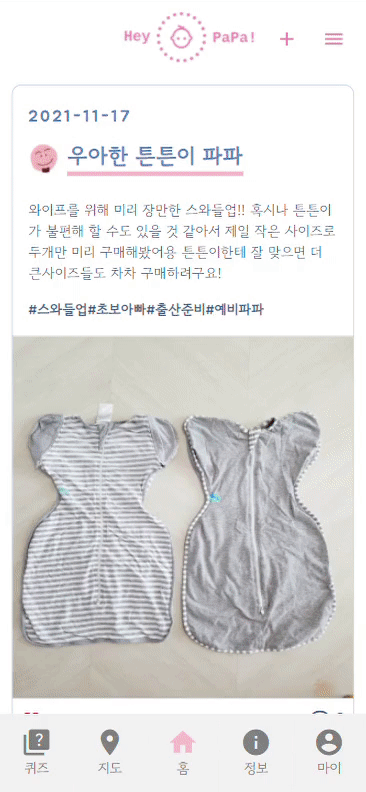 Hey PaPa!
2021-11-17
우아한 튼튼이 파파
와이프를 위해 미리 장만한 스와들업!! 혹시나 튼튼이
가 불편해 할 수도 있을 것 같아서 제일 작은 사이즈로
두개만 미리 구매해봤어용 튼튼이한테 잘 맞으면 더
큰사이즈들도 차차 구매하려구요!
#스와들업#초보아빠#출산준비#예비파파
퀴즈 지도 홈 정보 마이